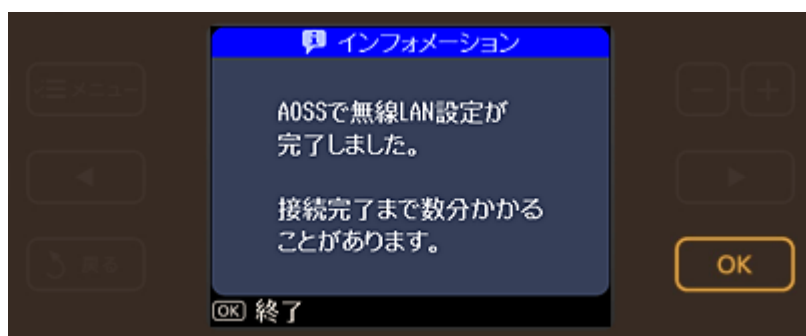 インフォメーション
メニュー
AOSSで無線LAN設定が
完了しました。
接続完了まで数分かかる
ことがあります。
戻る
OK
OK 終了